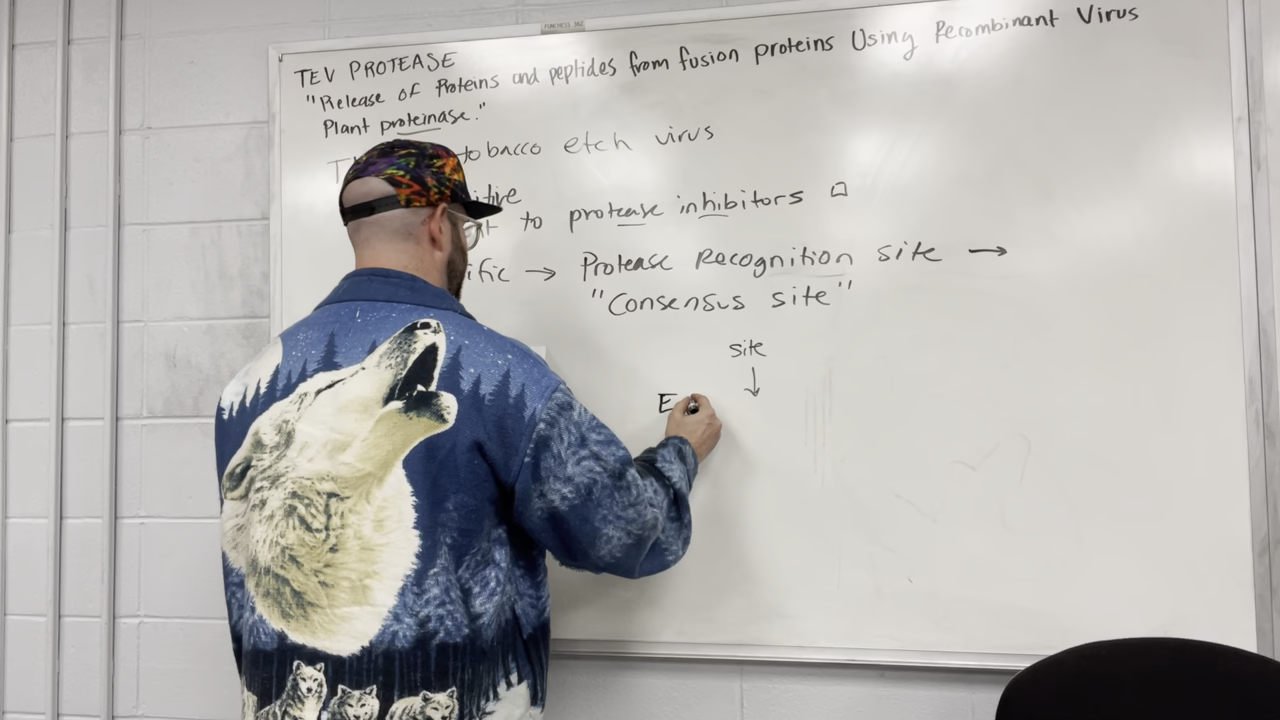 TEV PROTEASE
"Release of Proteins and peptides from fusion proteins Using Recombinant Virus
Plant proteinase."
tobacco etch virus
to protease inhibitors
Protease Recognition site →
"Consensus site"
site
↓
E